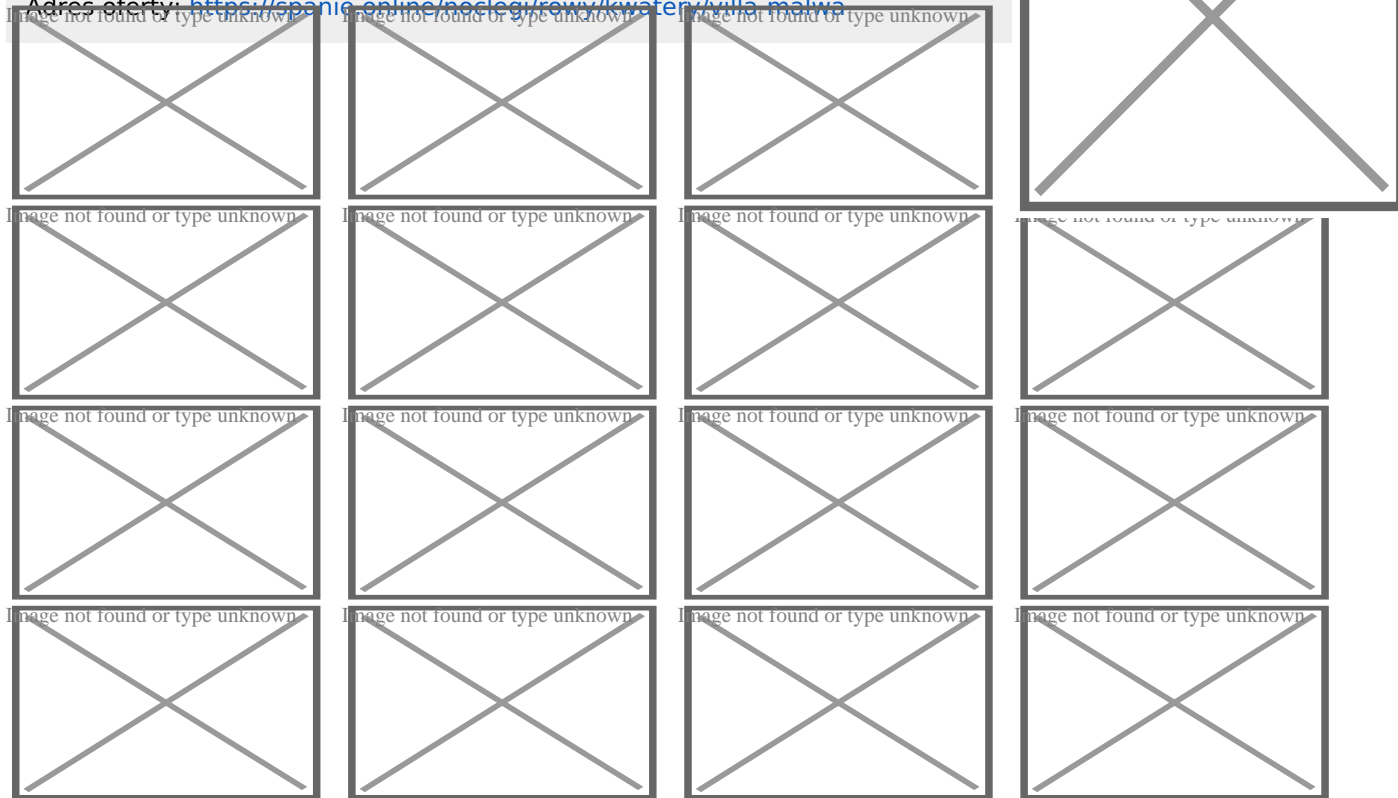 Adres oferty: https://spanie.online/noclegi/rowy/kwatery/villa-malwa
Image not found or type unknown Image not found or type unknown Image not found or type unknown
Image not found or type unknown Image not found or type unknown Image not found or type unknown Image not found or type unknown
Image not found or type unknown Image not found or type unknown Image not found or type unknown Image not found or type unknown
Image not found or type unknown Image not found or type unknown Image not found or type unknown Image not found or type unknown